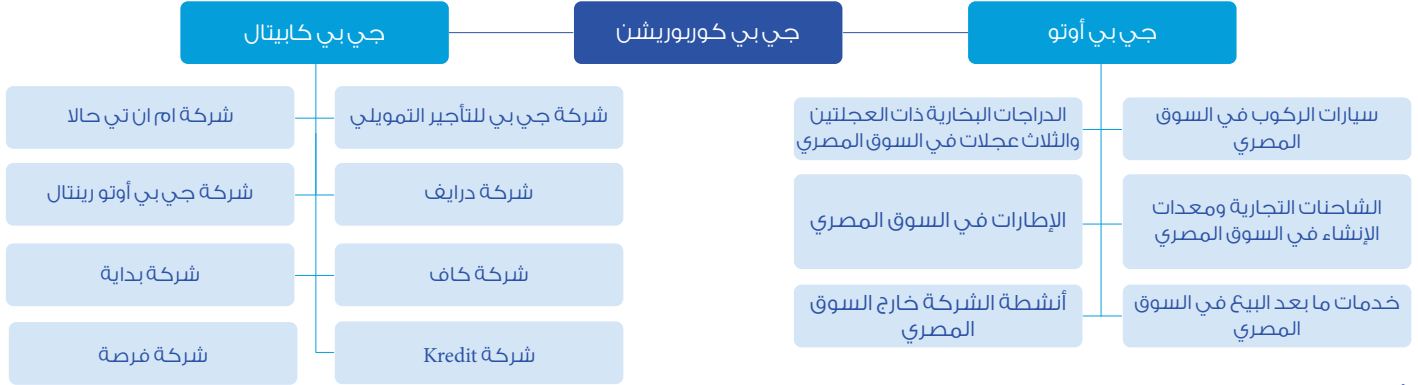 جي بي كوربوريشن
جي بي أوتو
جي بي كابيتال
سيارات الركوب في السوق
المصري
الدراجات البخارية ذات العجلتين
والثلاث عجلات في السوق المصري
الشاحنات التجارية ومعدات
الإنشاء في السوق المصري
الإطارات في السوق المصري
خدمات ما بعد البيع في السوق
المصري
أنشطة الشركة خارج السوق
المصري
شركة جي بي للتأجير التمويلي
شركة ام ان تي حالا
شركة درايف
شركة جي بي أوتو رينتال
شركة كاف
شركة بداية
شركة Kredit
شركة فرصة